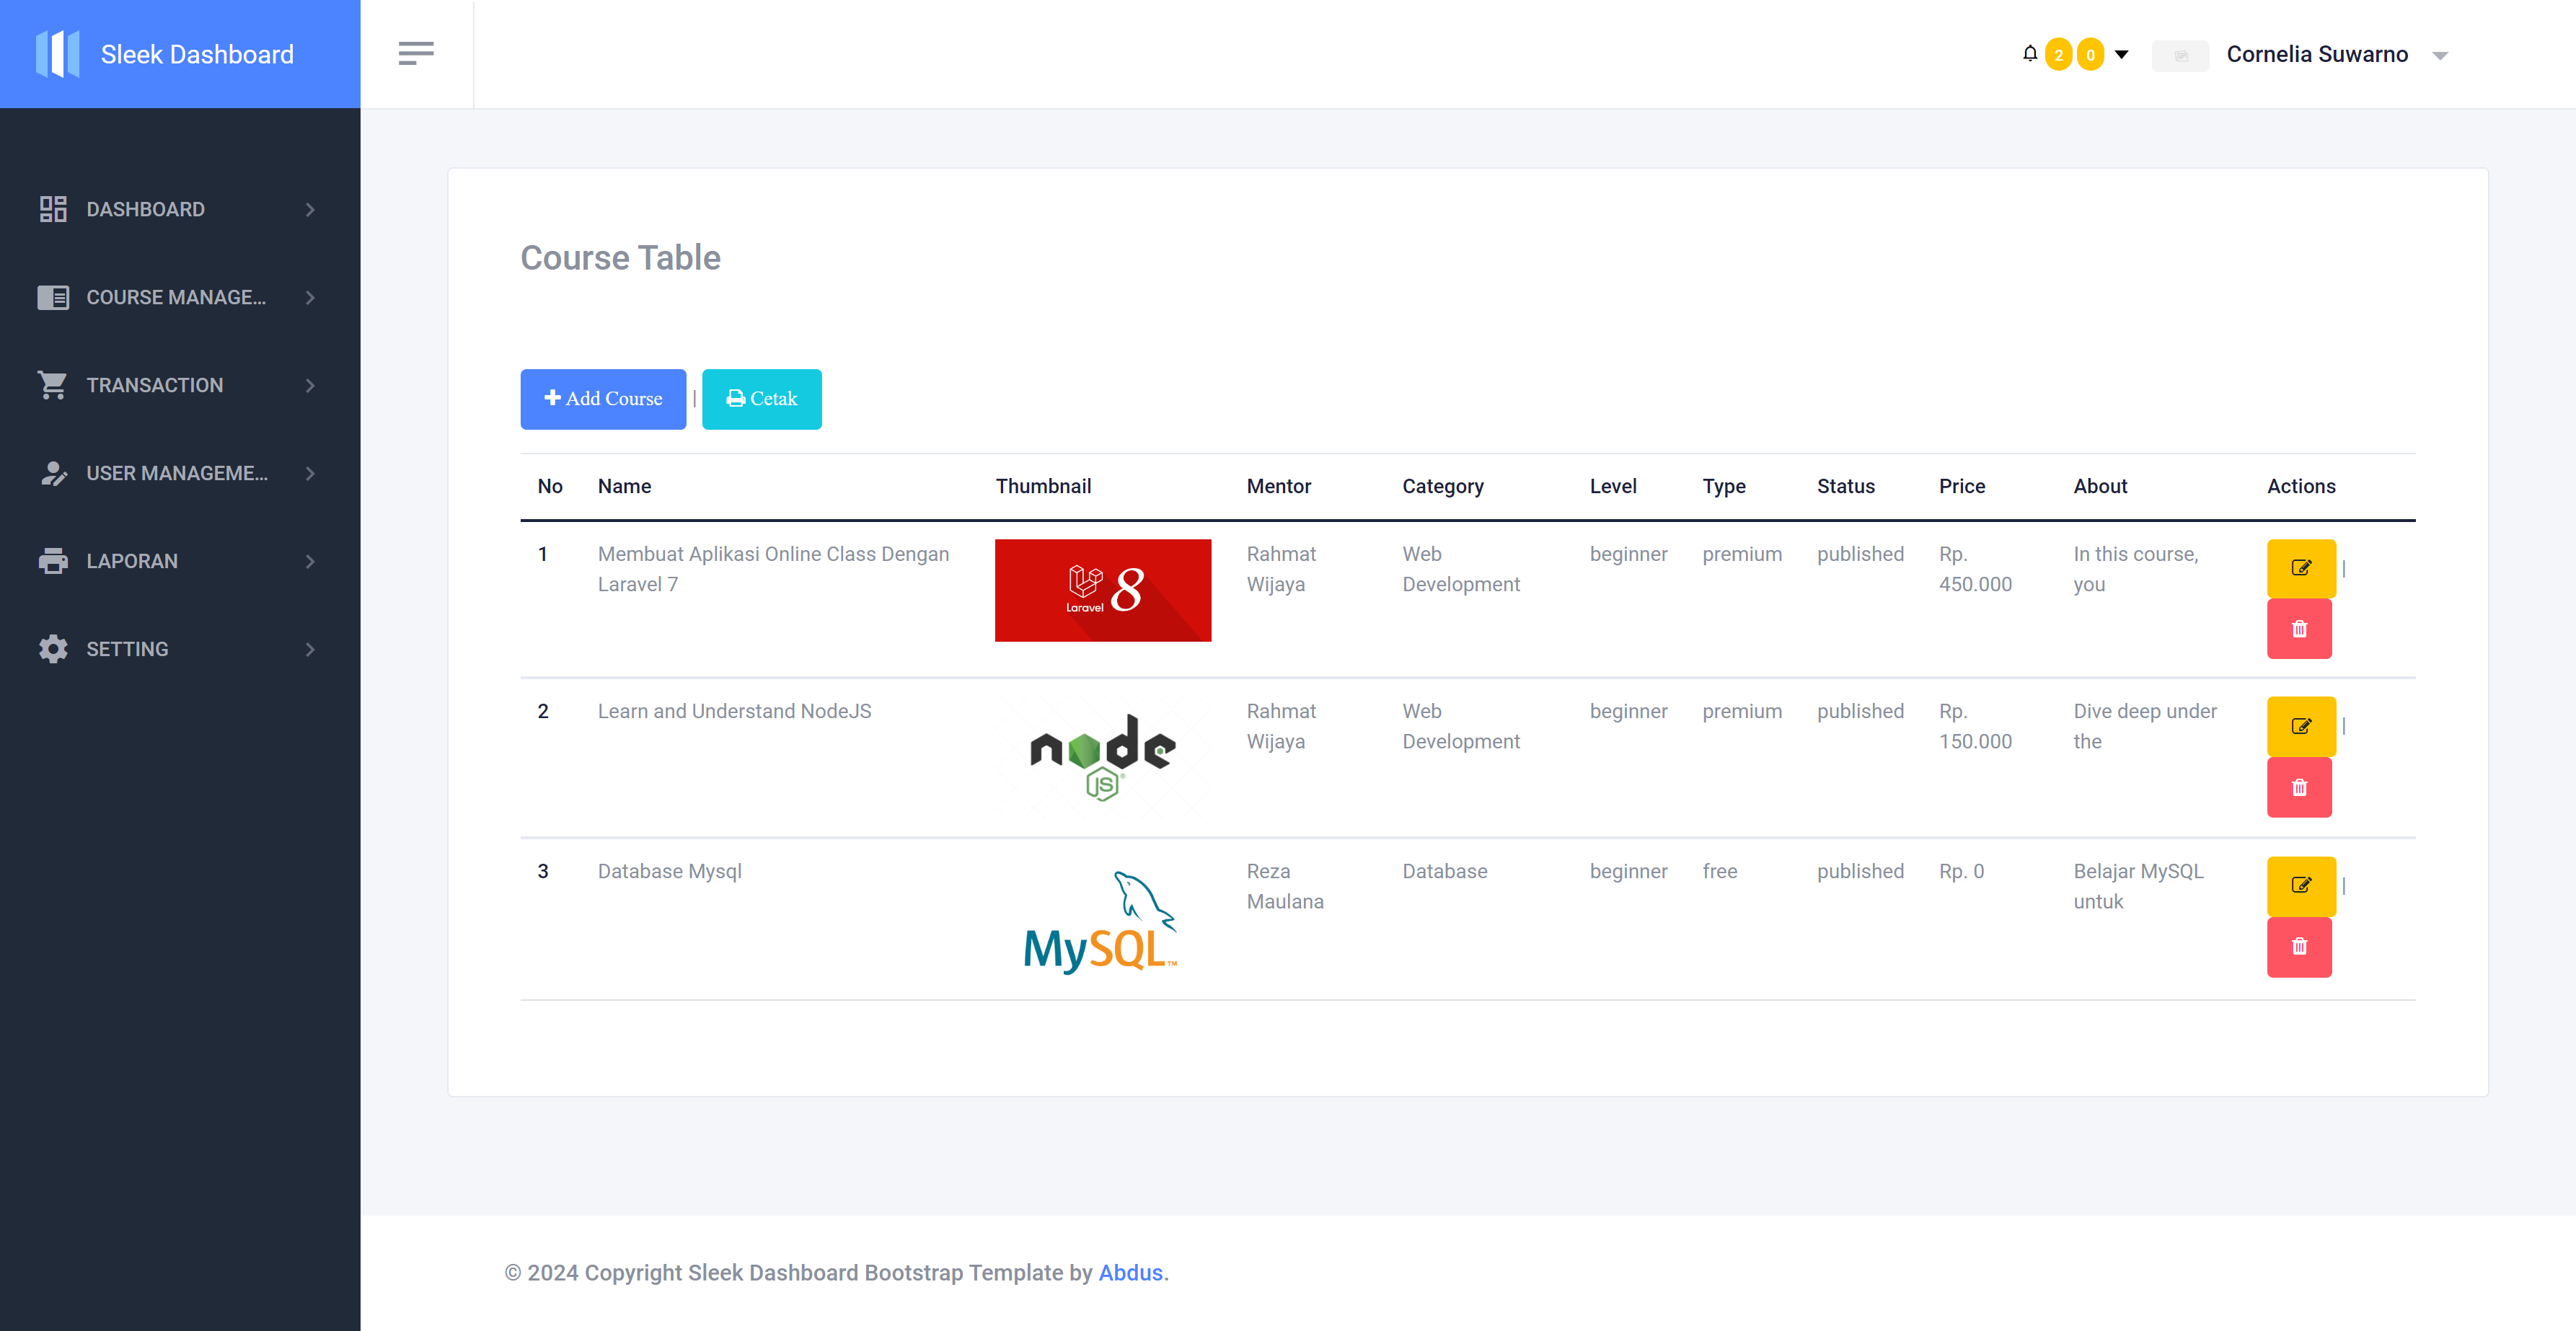 Sleek Dashboard
2 0
Cornelia Suwarno
DASHBOARD
COURSE MANAGE...
TRANSACTION
USER MANAGEME...
LAPORAN
SETTING
Course Table
Add Course | Cetak
No Name Thumbnail Mentor Category Level Type Status Price About Actions
1 Membuat Aplikasi Online Class Dengan Laravel 8 Rahmat Web beginner premium published Rp. In this course, |
Laravel 7 Wijaya Development 450.000 you
2 Learn and Understand NodeJS Rahmat Web beginner premium published Rp. Dive deep under |
node Wijaya Development 150.000 the
JS®
3 Database Mysql Reza Database beginner free published Rp. 0 Belajar MySQL |
Maulana untuk
MySQL™
© 2024 Copyright Sleek Dashboard Bootstrap Template by Abdus.